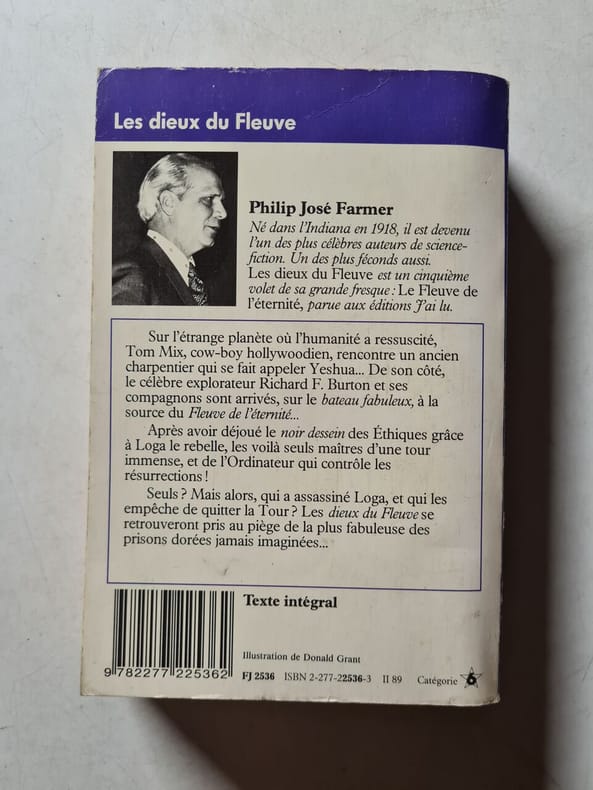 Les dieux du Fleuve
Philip José Farmer
Né dans l'Indiana en 1918, il est devenu
l'un des plus célèbres auteurs de science-
fiction. Un des plus féconds aussi.
Les dieux du Fleuve est un cinquième
volet de sa grande fresque : Le Fleuve de
l'éternité, parue aux éditions J'ai lu.
Sur l'étrange planète où l'humanité a ressuscité,
Tom Mix, cow-boy hollywoodien, rencontre un ancien
charpentier qui se fait appeler Yeshua... De son côté,
le célèbre explorateur Richard F. Burton et ses
compagnons sont arrivés, sur le bateau fabuleux, à la
source du Fleuve de l'éternité...
Après avoir déjoué le noir dessein des Éthiques grâce
à Loga le rebelle, les voilà seuls maîtres d'une tour
immense, et de l'Ordinateur qui contrôle les
résurrections !
Seuls ? Mais alors, qui a assassiné Loga, et qui les
empêche de quitter la Tour ? Les dieux du Fleuve se
retrouveront pris au piège de la plus fabuleuse des
prisons dorées jamais imaginées...
Texte intégral
Illustration de Donald Grant
9 782277 225362
FJ 2536 ISBN 2-277-22536-3 II 89 Catégorie 6